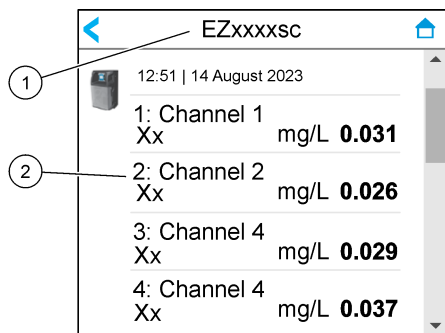 EZxxxxsc
12:51 | 14 August 2023
1: Channel 1
Xx mg/L 0.031
2: Channel 2
Xx mg/L 0.026
3: Channel 4
Xx mg/L 0.029
4: Channel 4
Xx mg/L 0.037
1
2